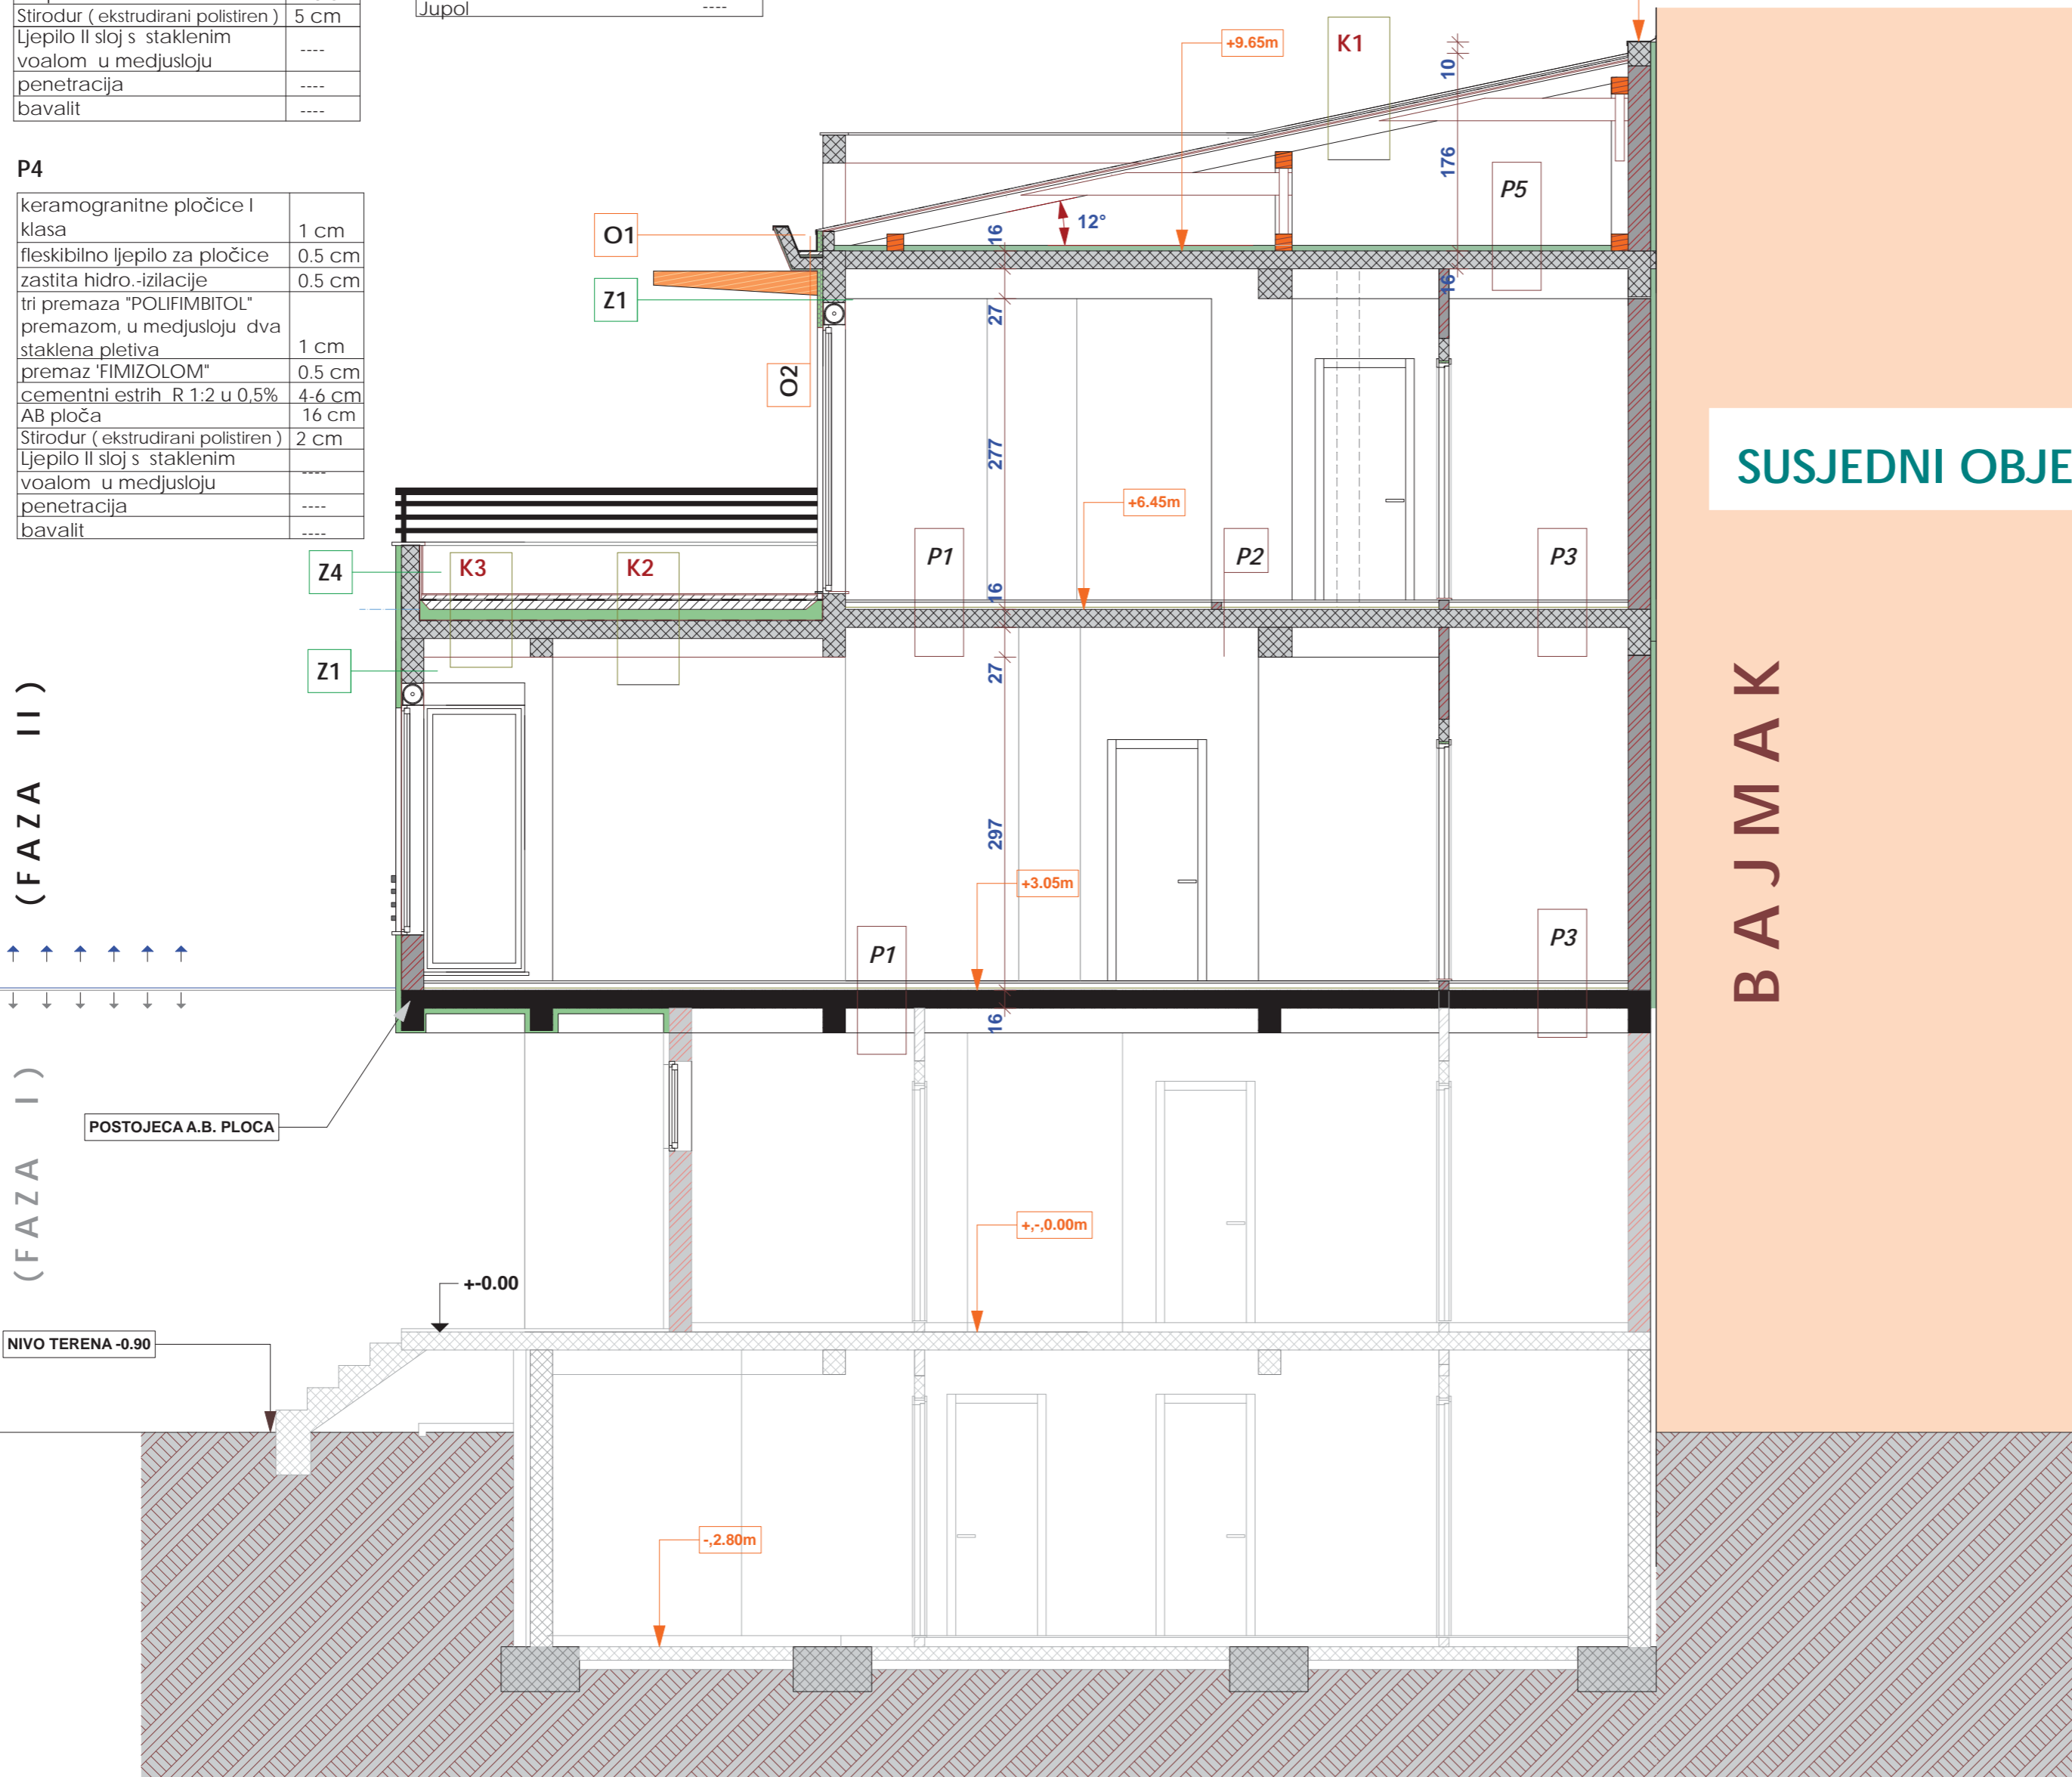 Stirodur ( ekstrudirani polistiren ) 5 cm
Ljepilo II sloj s staklenim
voalom u medjusloju ----
penetracija ----
bavalit ----
Jupol ----
P4
keramogranitne pločice I
klasa 1 cm
fleskibilno ljepilo za pločice 0.5 cm
zastita hidro.-izilacije 0.5 cm
tri premaza "POLIFIMBITOL"
premazom, u medjusloju dva
staklena pletiva 1 cm
premaz 'FIMIZOLOM" 0.5 cm
cementni estrih R 1:2 u 0,5% 4-6 cm
AB ploča 16 cm
Stirodur ( ekstrudirani polistiren ) 2 cm
Ljepilo II sloj s staklenim
voalom u medjusloju ----
penetracija ----
bavalit ----
+9.65m
K1
10
176
P5
O1
12°
16
16
Z1
27
O2
277
SUSJEDNI OBJE
+6.45m
P1
P2
P3
Z4
K3
K2
16
Z1
27
(FAZA II)
297
BAJMAK
+3.05m
P1
P3
16
(FAZA I)
POSTOJECA A.B. PLOCA
+,-,0.00m
+-0.00
NIVO TERENA -0.90
-,2.80m